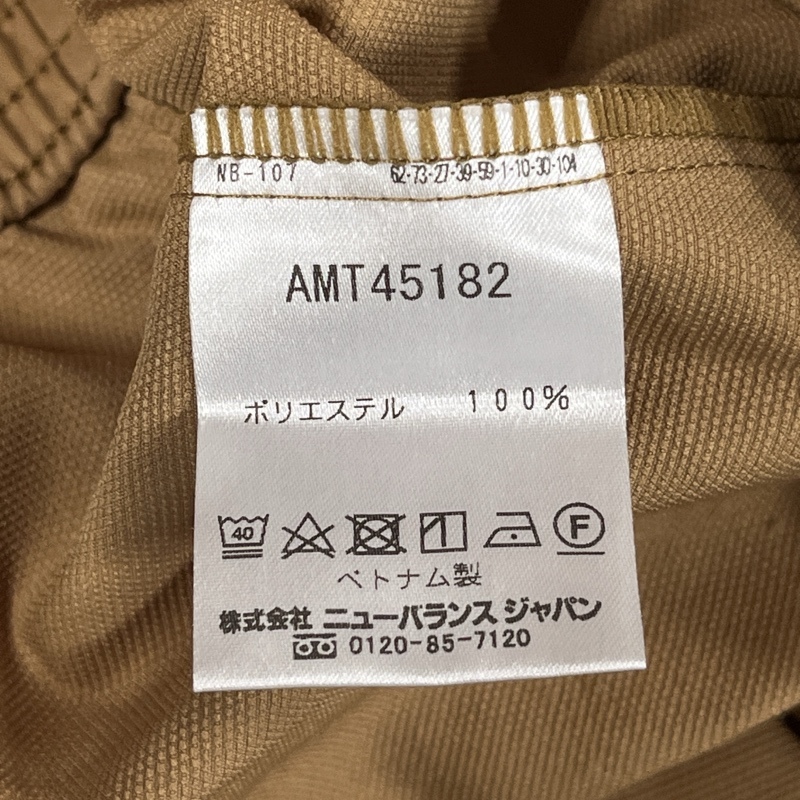 NB-107 62-73-27-39-59-1-10-30-104
AMT45182
ポリエステル 100%
40 F
ベトナム製
株式会社 ニューバランス ジャパン
0120-85-7120